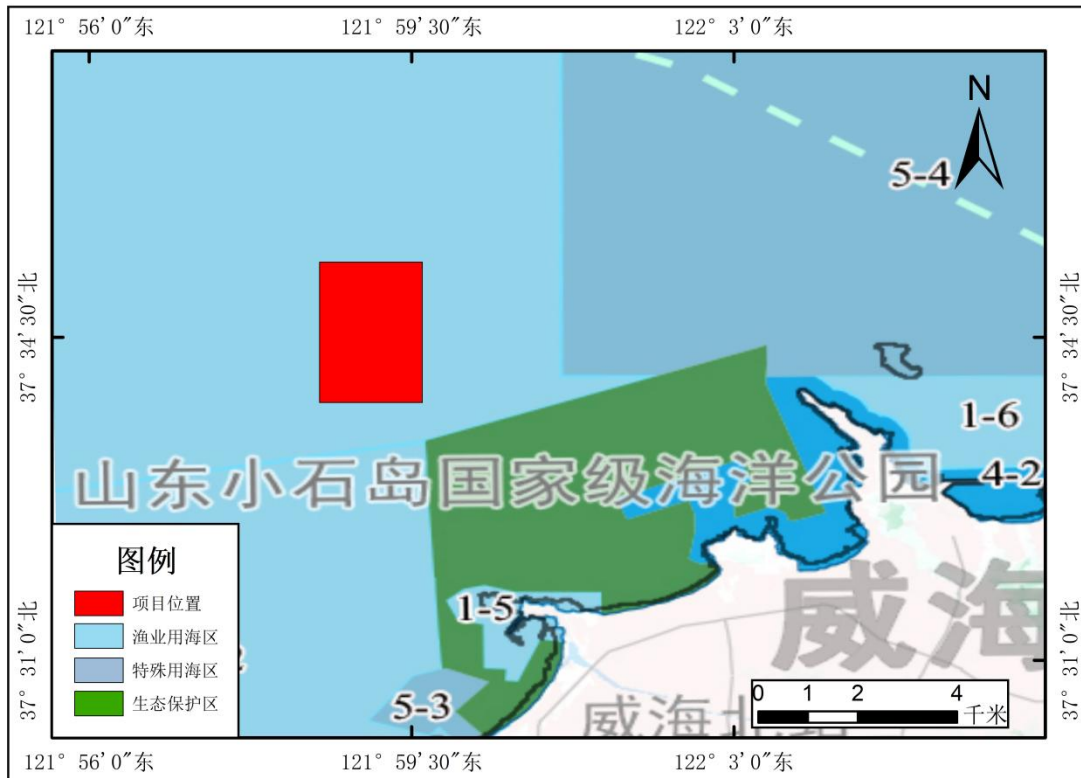 121° 56′0″东
121° 59′30″东
122° 3′0″东
N
5-4
37° 34′30″北
37° 34′30″北
1-6
山东小石岛国家级海洋公园
4-2
图例
项目位置
渔业用海区
特殊用海区
生态保护区
1-5
威海
37° 31′0″北
37° 31′0″北
5-3
威海北站
0 1 2 4
千米
121° 56′0″东
121° 59′30″东
122° 3′0″东